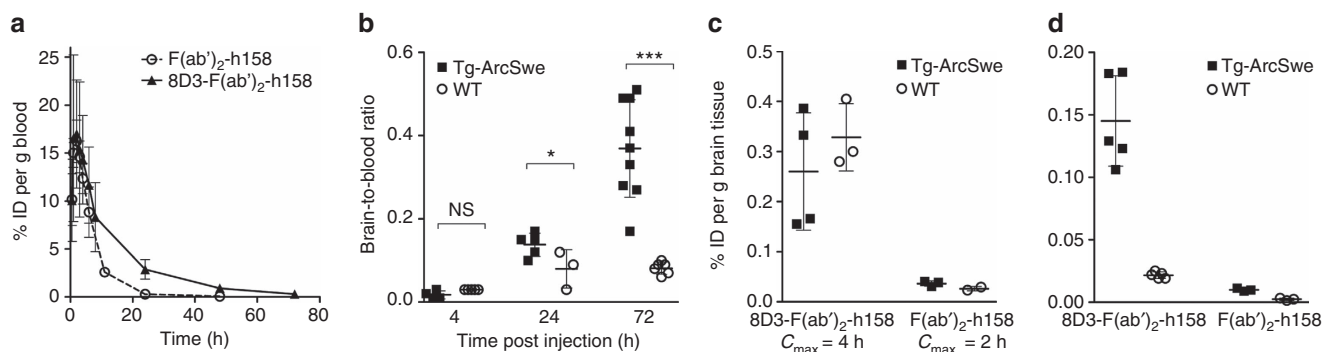 a
% ID per g blood
25
20
15
10
5
0
0 20 40 60 80
Time (h)
F(ab')₂-h158
8D3-F(ab')₂-h158
b
Brain-to-blood ratio
0.6
0.4
0.2
0.0
Tg-ArcSwe
WT
NS
*
***
4 24 72
Time post injection (h)
c
% ID per g brain tissue
0.5
0.4
0.3
0.2
0.1
0.0
Tg-ArcSwe
WT
8D3-F(ab')₂-h158 F(ab')₂-h158
Cmax = 4 h Cmax = 2 h
d
0.20
0.15
0.10
0.05
0.00
Tg-ArcSwe
WT
8D3-F(ab')₂-h158 F(ab')₂-h158